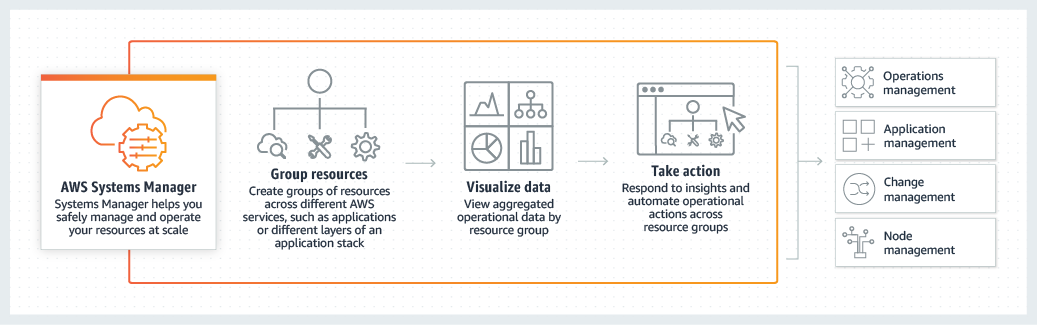 AWS Systems Manager
Systems Manager helps you
safely manage and operate
your resources at scale
Group resources
Create groups of resources
across different AWS
services, such as applications
or different layers of an
application stack
Visualize data
View aggregated
operational data by
resource group
Take action
Respond to insights and
automate operational
actions across
resource groups
Operations
management
Application
management
Change
management
Node
management